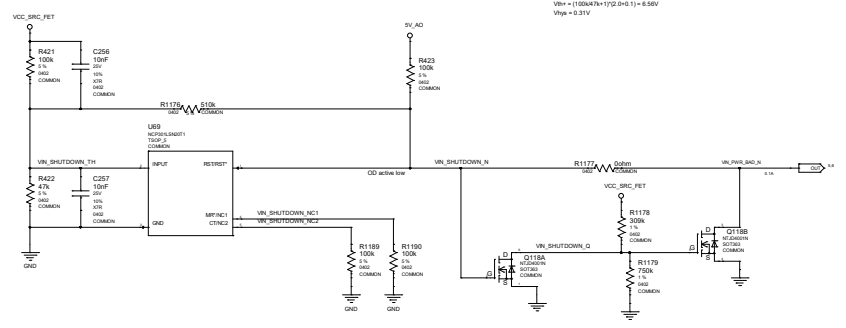 Vth+ = (100k/47k+1)*(2.0+0.1) = 6.56V
Vhys = 0.31V
VCC_SRC_FET
5V_AO
R421
100k
5 %
0402
COMMON
C256
10nF
25V
10%
X7R
0402
COMMON
R423
100k
5 %
0402
COMMON
R1176
510k
0402
5 %
COMMON
U69
NCP301LSN20T1
TSOP_5
COMMON
VIN_SHUTDOWN_TH
INPUT
RST/RST*
OD active low
VIN_SHUTDOWN_N
R1177
0ohm
0402
COMMON
VIN_PWR_BAD_N
0.1A
OUT
R422
47k
5 %
0402
COMMON
C257
10nF
25V
10%
X7R
0402
COMMON
GND
MR*/NC1
CT/NC2
VIN_SHUTDOWN_NC1
VIN_SHUTDOWN_NC2
VCC_SRC_FET
R1178
309k
1 %
0402
COMMON
VIN_SHUTDOWN_Q
Q118B
NTJD4001N
SOT363
COMMON
D
G
S
Q118A
NTJD4001N
SOT363
COMMON
D
G
S
R1179
750k
1 %
0402
COMMON
R1189
100k
5 %
0402
COMMON
R1190
100k
5 %
0402
COMMON
GND
GND
GND